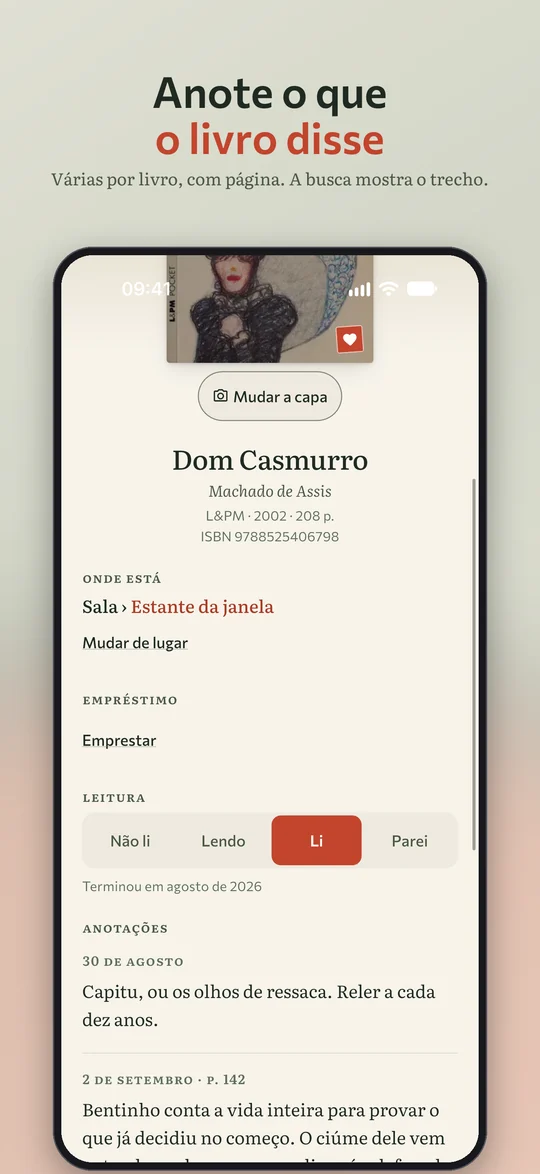 Anote o que
o livro disse
Várias por livro, com página. A busca mostra o trecho.
09:41
L&PM POCKET
Mudar a capa
Dom Casmurro
Machado de Assis
L&PM · 2002 · 208 p.
ISBN 9788525406798
ONDE ESTÁ
Sala › Estante da janela
Mudar de lugar
EMPRÉSTIMO
Emprestar
LEITURA
Não li Lendo Li Parei
Terminou em agosto de 2026
ANOTAÇÕES
30 DE AGOSTO
Capitu, ou os olhos de ressaca. Reler a cada
dez anos.
2 DE SETEMBRO · P. 142
Bentinho conta a vida inteira para provar o
que já decidiu no começo. O ciúme dele vem